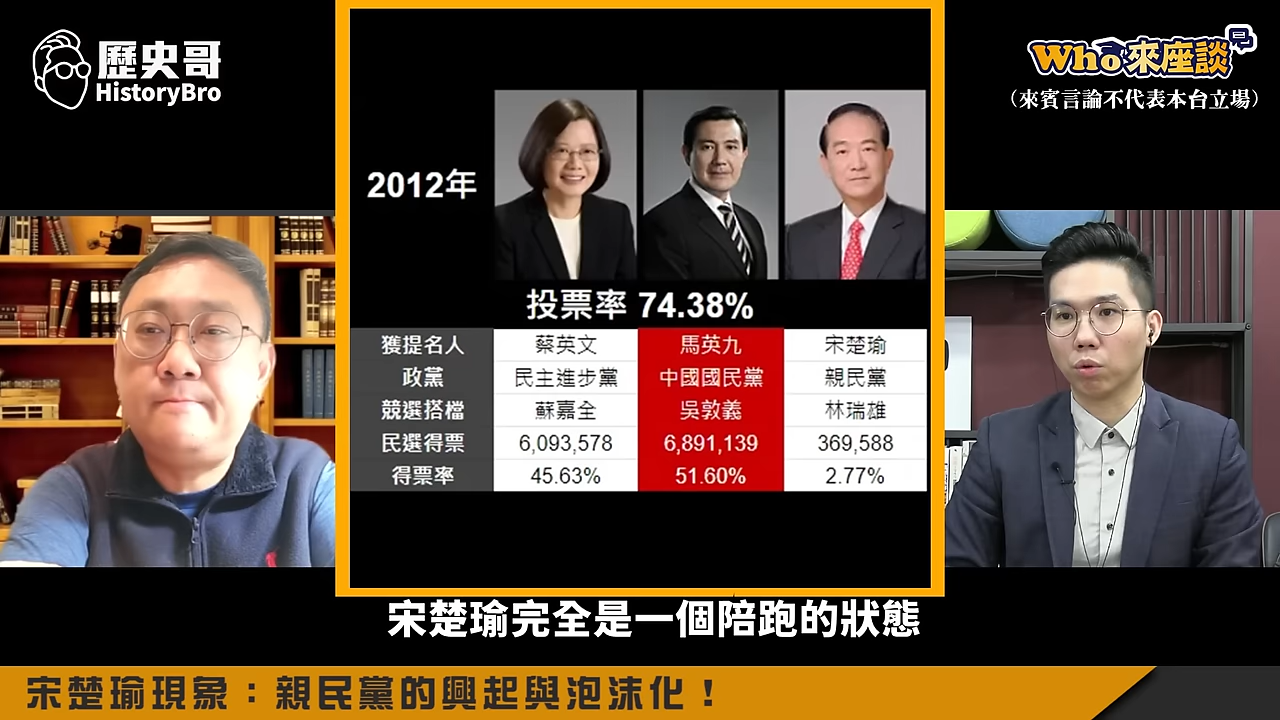 歷史哥
HistoryBro
Who來座談
(來賓言論不代表本台立場)
2012年
投票率 74.38%
獲提名人 蔡英文 馬英九 宋楚瑜
政黨 民主進步黨 中國國民黨 親民黨
競選搭檔 蘇嘉全 吳敦義 林瑞雄
民選得票 6,093,578 6,891,139 369,588
得票率 45.63% 51.60% 2.77%
宋楚瑜完全是一個陪跑的狀態
宋楚瑜現象：親民黨的興起與泡沫化！